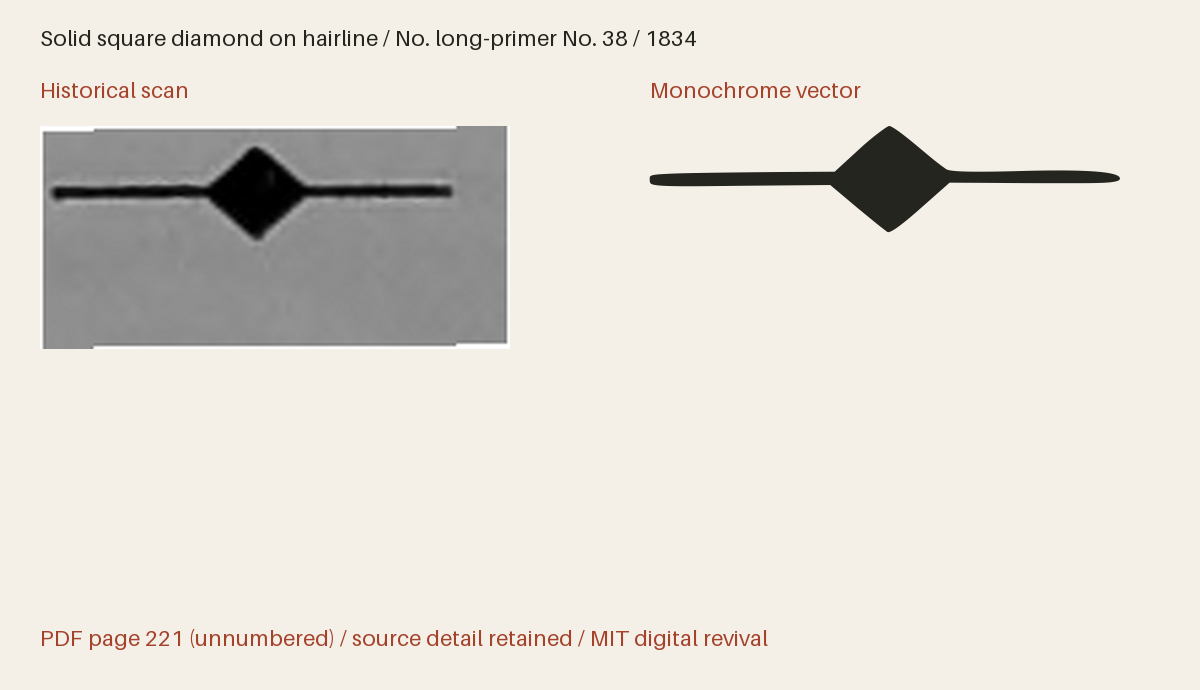 Solid square diamond on hairline / No. long-primer No. 38 / 1834
Historical scan
Monochrome vector
PDF page 221 (unnumbered) / source detail retained / MIT digital revival